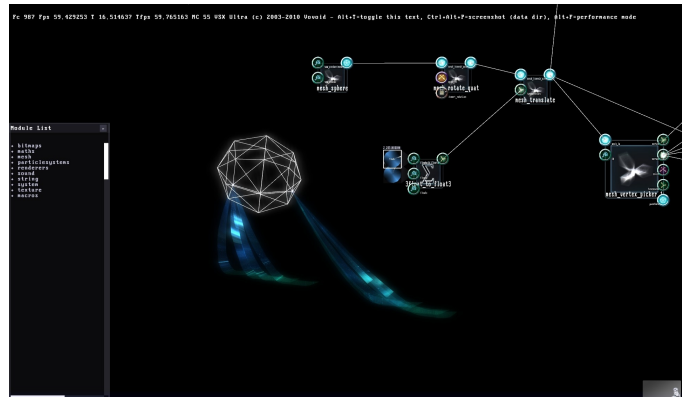 Fc 987 Fps 59.429253 T 16.514637 Tfps 59.765163 MC 55 VSX Ultra (c) 2003-2010 Vovoid - Alt+T=toggle this text, Ctrl+Alt+P=screenshot (data dir), Alt+F=performance mode
mesh_sphere
mesh_rotate_quat
mesh_translate
Module List
+ bitmaps
+ maths
+ mesh
+ particlesystems
+ renderers
+ sound
+ string
+ system
+ texture
+ macros
3float_to_float3
mesh_vertex_picker